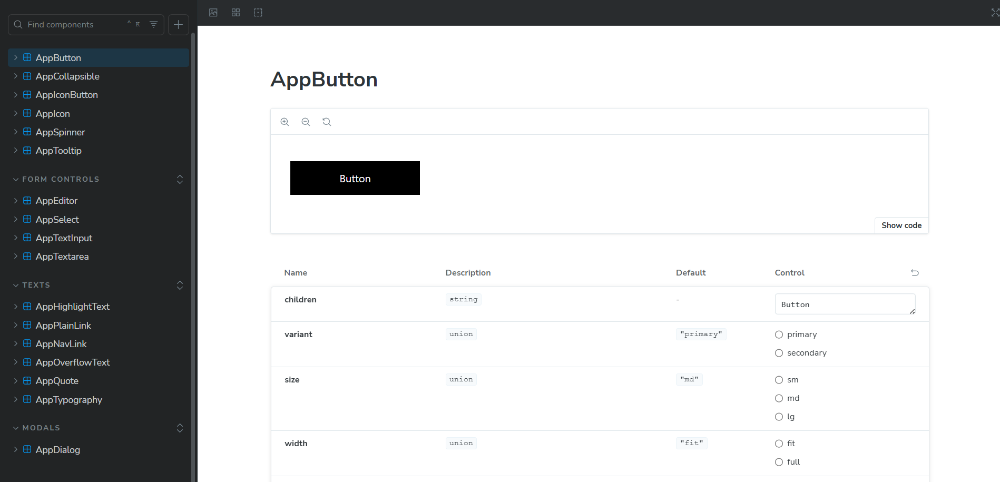 Find components
^ K
AppButton
AppCollapsible
AppIconButton
AppIcon
AppSpinner
AppTooltip
FORM CONTROLS
AppEditor
AppSelect
AppTextInput
AppTextarea
TEXTS
AppHighlightText
AppPlainLink
AppNavLink
AppOverflowText
AppQuote
AppTypography
MODALS
AppDialog
AppButton
Button
Show code
Name Description Default Control
children string - Button
variant union "primary" primary
secondary
size union "md" sm
md
lg
width union "fit" fit
full